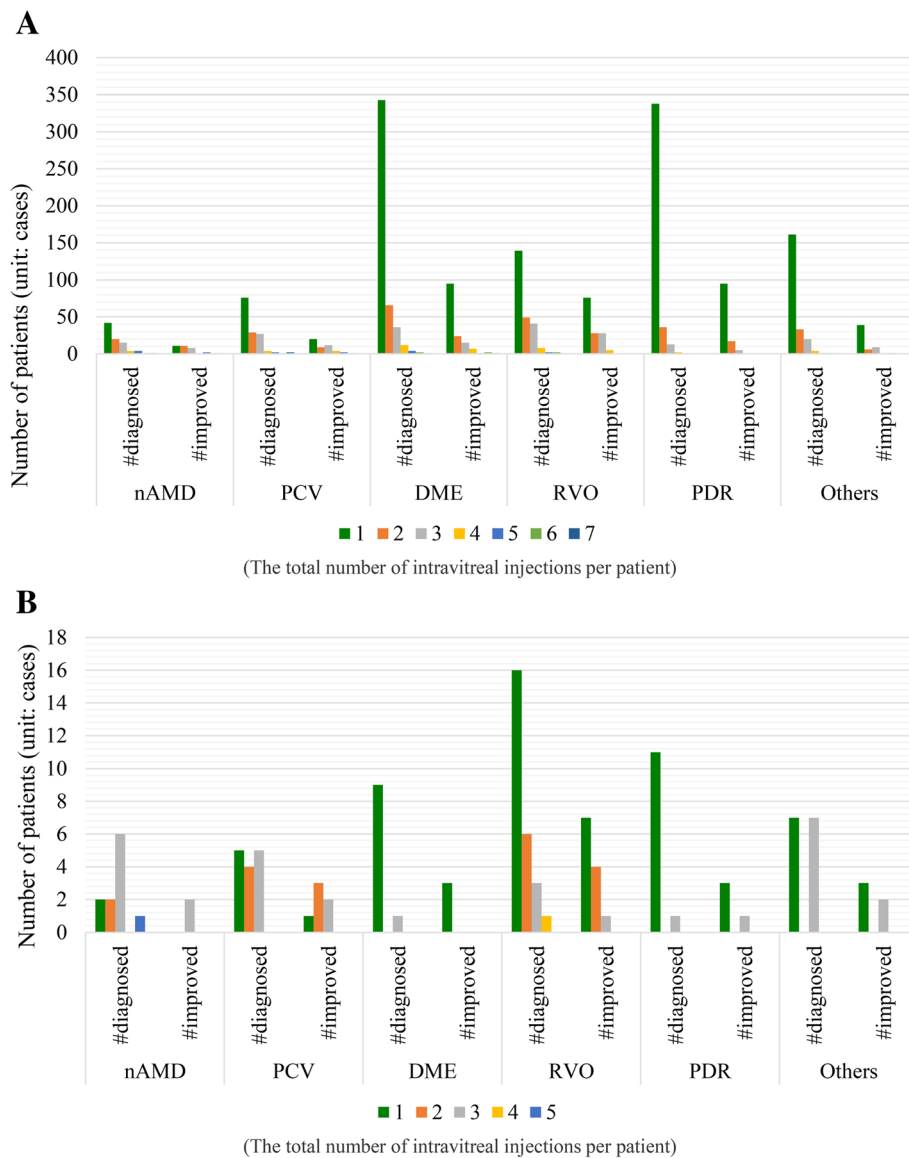 A
400
350
300
250
200
150
100
50
0
Number of patients (unit: cases)
#diagnosed #improved #diagnosed #improved #diagnosed #improved #diagnosed #improved #diagnosed #improved #diagnosed #improved
nAMD PCV DME RVO PDR Others
1 2 3 4 5 6 7
(The total number of intravitreal injections per patient)
B
18
16
14
12
10
8
6
4
2
0
Number of patients (unit: cases)
#diagnosed #improved #diagnosed #improved #diagnosed #improved #diagnosed #improved #diagnosed #improved #diagnosed #improved
nAMD PCV DME RVO PDR Others
1 2 3 4 5
(The total number of intravitreal injections per patient)